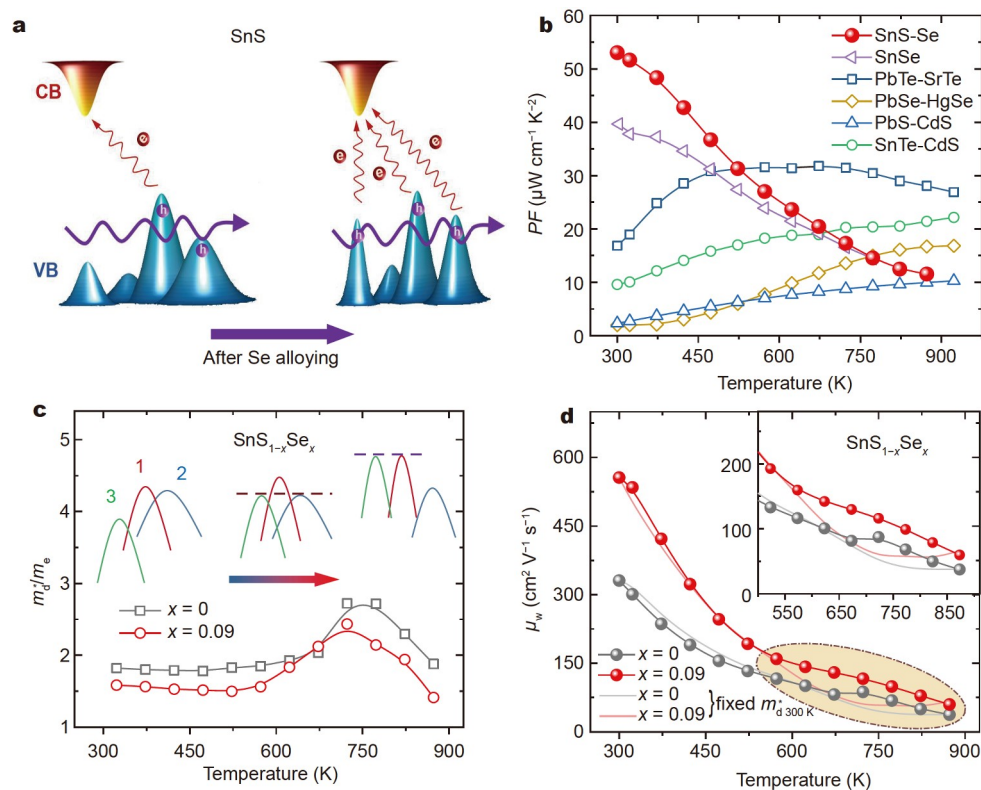 a
SnS
CB
e
e
e
e
h
h
h
h
h
VB
After Se alloying
b
60
50
40
30
20
10
0
PF (μW cm⁻¹ K⁻²)
SnS-Se
SnSe
PbTe-SrTe
PbSe-HgSe
PbS-CdS
SnTe-CdS
300 450 600 750 900
Temperature (K)
c
5
4
3
2
1
m*d/me
SnS1−xSex
1
2
3
x = 0
x = 0.09
300 450 600 750 900
Temperature (K)
d
600
450
300
150
0
μw (cm² V⁻¹ s⁻¹)
SnS1−xSex
200
100
0
550 650 750 850
x = 0
x = 0.09
x = 0
x = 0.09
} fixed m*d 300 K
300 450 600 750 900
Temperature (K)